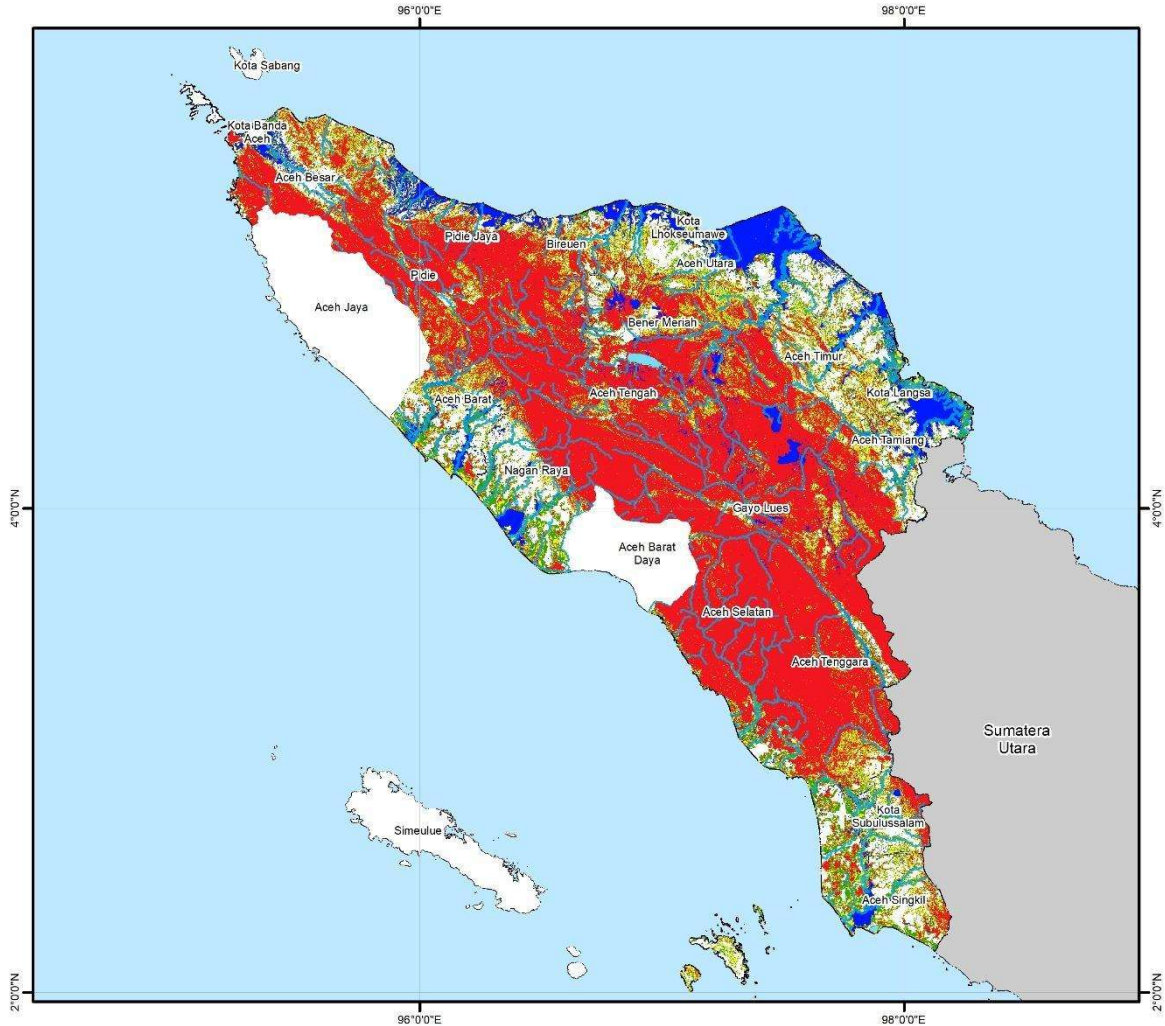 96°0'0"E
98°0'0"E
Kota Sabang
Kota Banda
Aceh
Aceh Besar
Pidie Jaya
Bireuen
Kota
Lhokseumawe
Aceh Utara
Pidie
Aceh Jaya
Bener Meriah
Aceh Timur
Aceh Tengah
Kota Langsa
Aceh Barat
Aceh Tamiang
Nagan Raya
4°0'0"N
Gayo Lues
4°0'0"N
Aceh Barat
Daya
Aceh Selatan
Aceh Tenggara
Sumatera
Utara
Kota
Subulussalam
Simeulue
Aceh Singkil
2°0'0"N
2°0'0"N
96°0'0"E
98°0'0"E